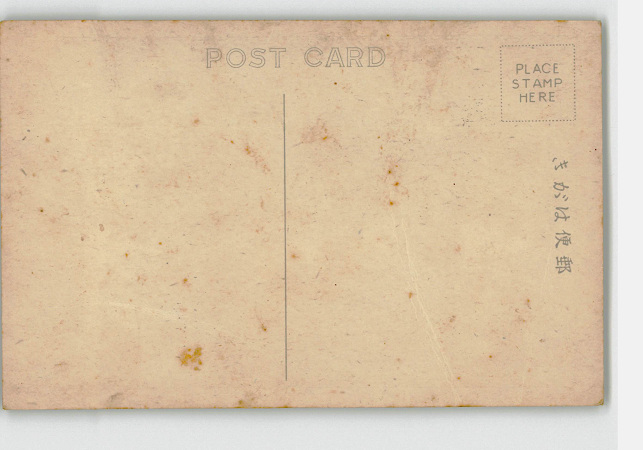 POST CARD
PLACE
STAMP
HERE
きがは便郵